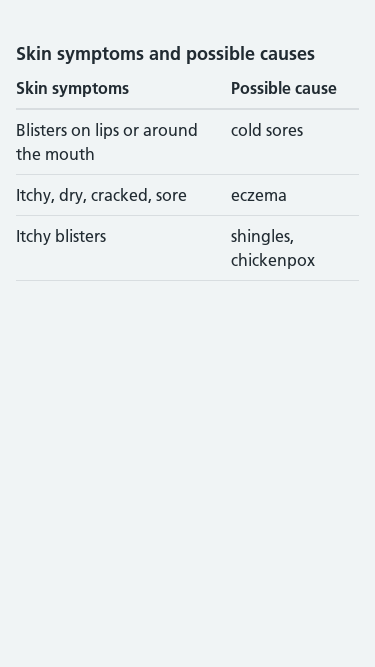 Skin symptoms and possible causes
Skin symptoms Possible cause
Blisters on lips or around the mouth cold sores
Itchy, dry, cracked, sore eczema
Itchy blisters shingles, chickenpox